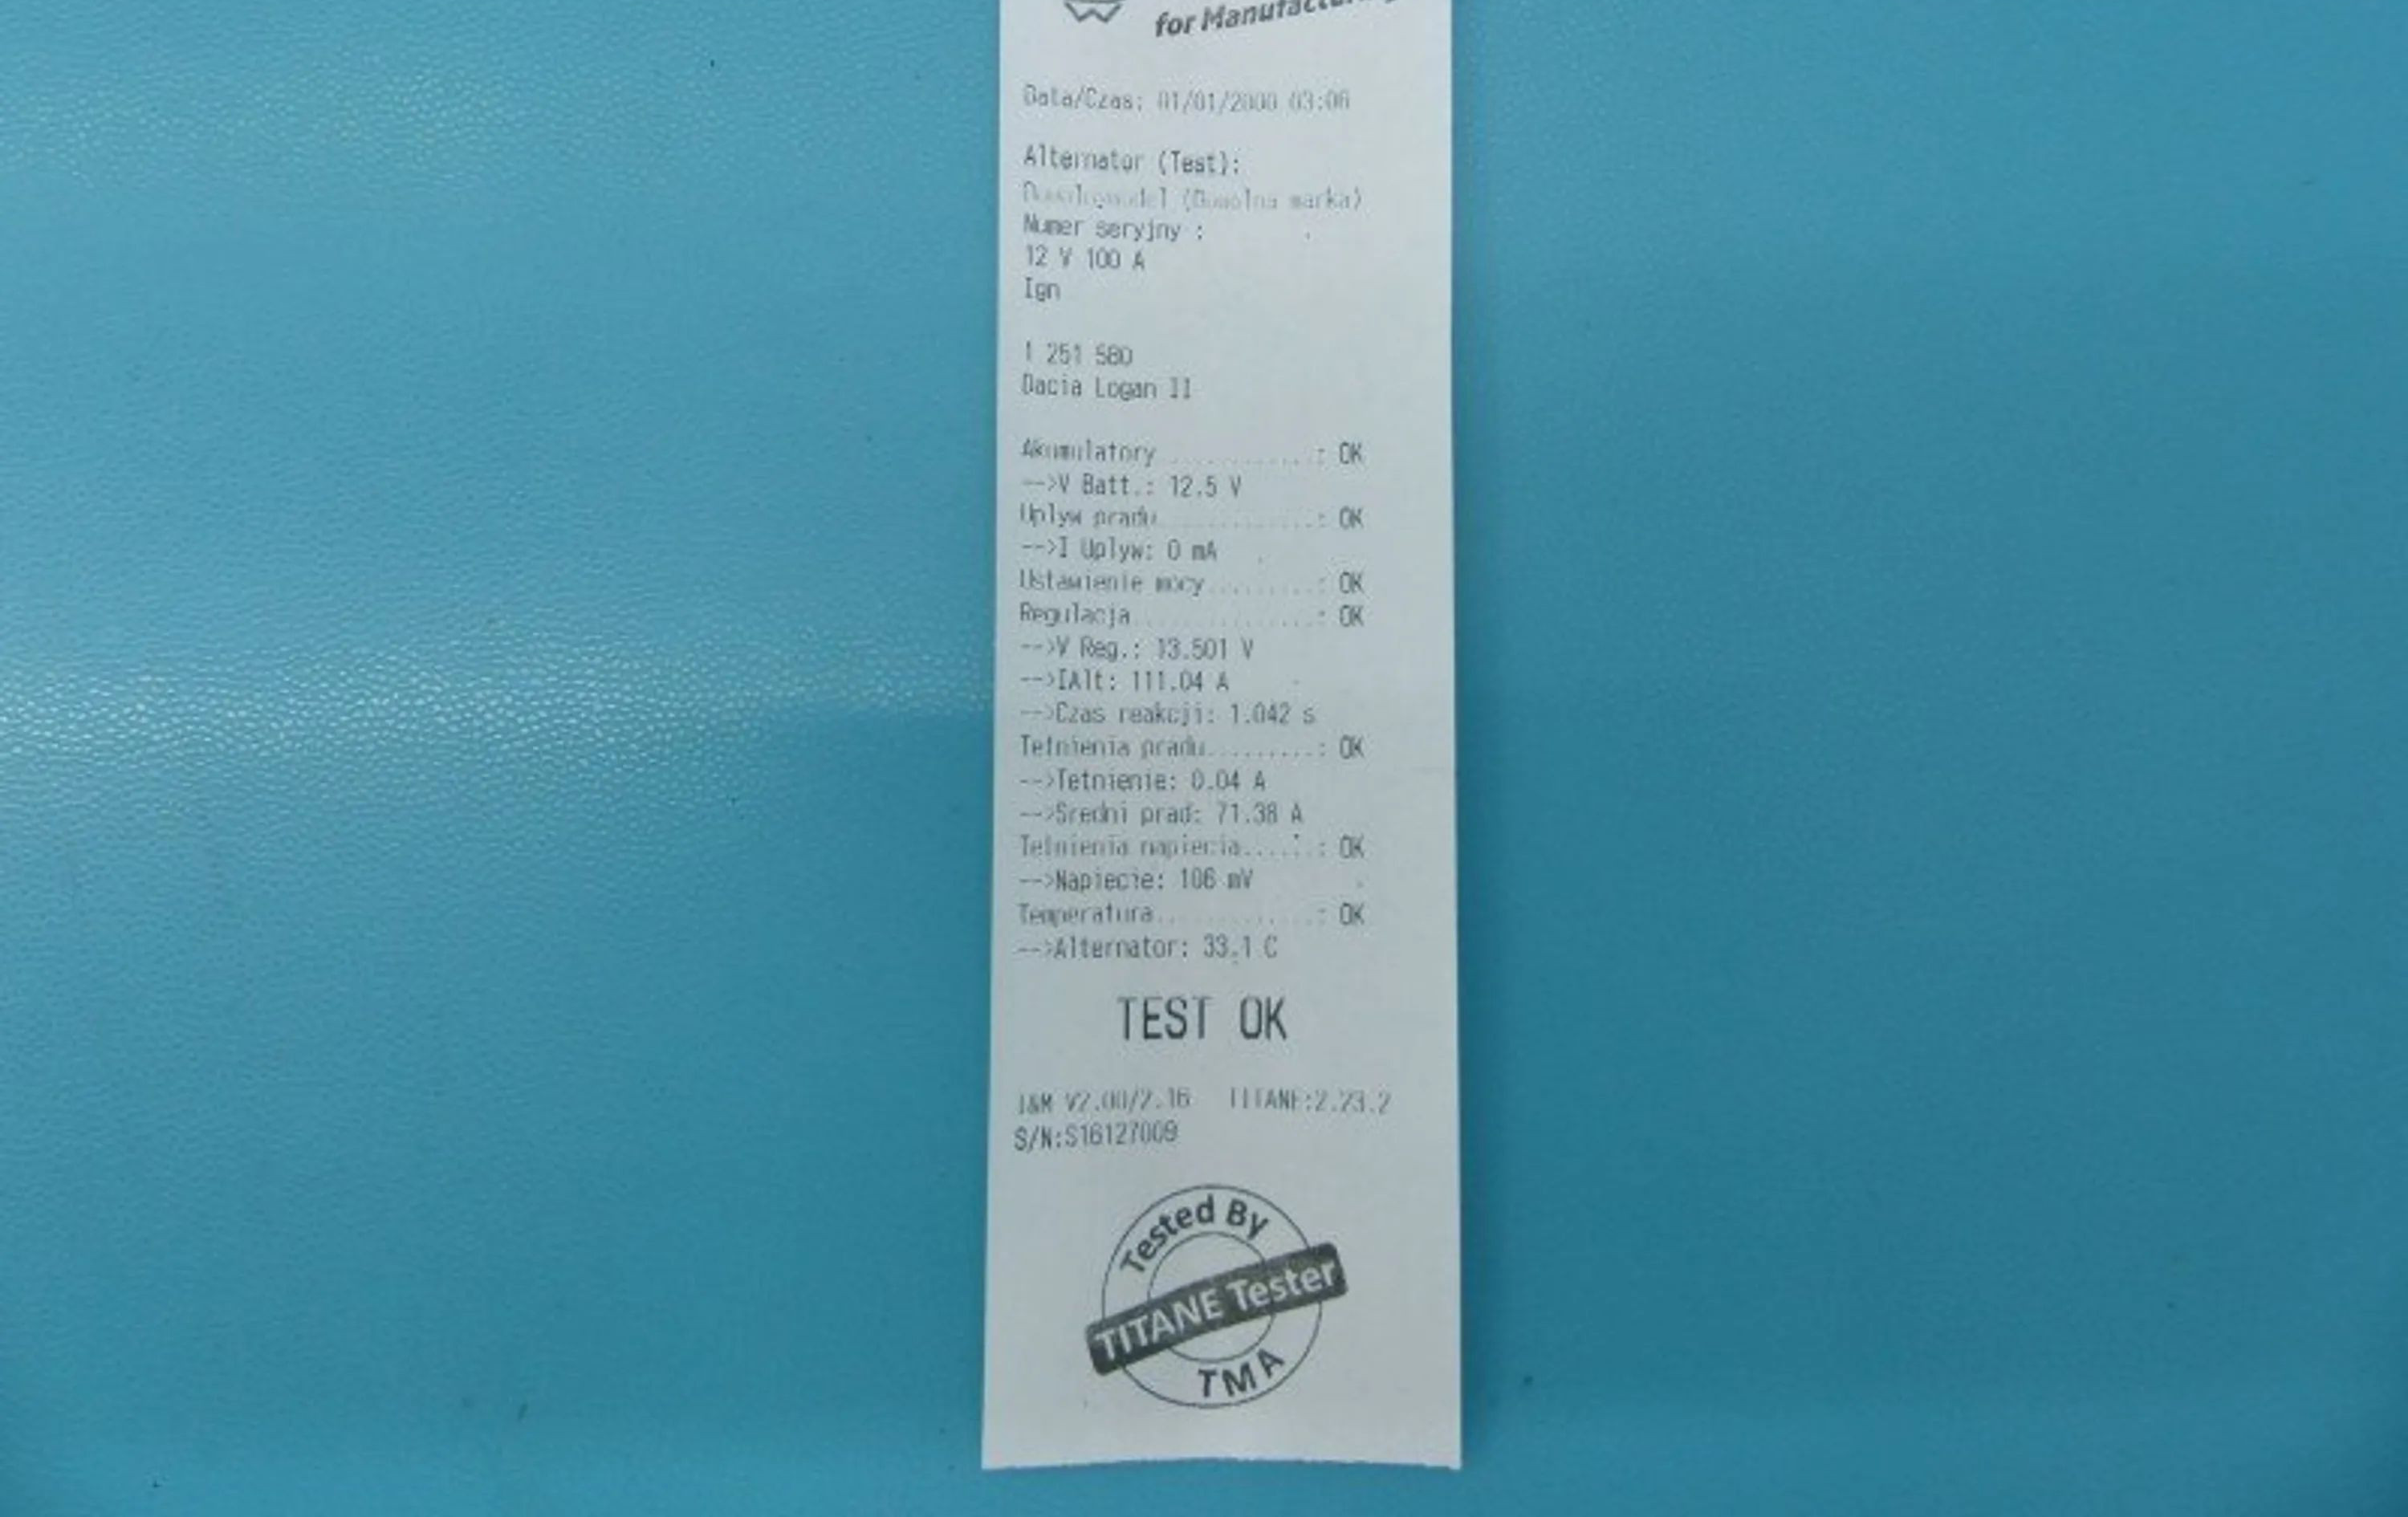 for Manufacturing
Data/Czas: 01/01/2000 03:06
Alternator (Test):
(Dowolna marka)
Numer seryjny :
12 V 100 A
Ign
1 251 580
Dacia Logan II
Akumulatory ............: OK
-->V Batt.: 12.5 V
Uplyw pradu.............: OK
-->I Uplyw: 0 mA
Ustawienie mocy.........: OK
Regulacja...............: OK
-->V Reg.: 13.501 V
-->IAlt: 111.04 A
-->Czas reakcji: 1.042 s
Tetnienia pradu.........: OK
-->Tetnienie: 0.04 A
-->Sredni prad: 71.38 A
Tetnienia napiecia......: OK
-->Napiecie: 106 mV
Temperatura.............: OK
-->Alternator: 33.1 C
TEST OK
I&M V2.00/2.16 TITANE:2.23.2
S/N:S16127009
Tested By
TITANE Tester
TMA